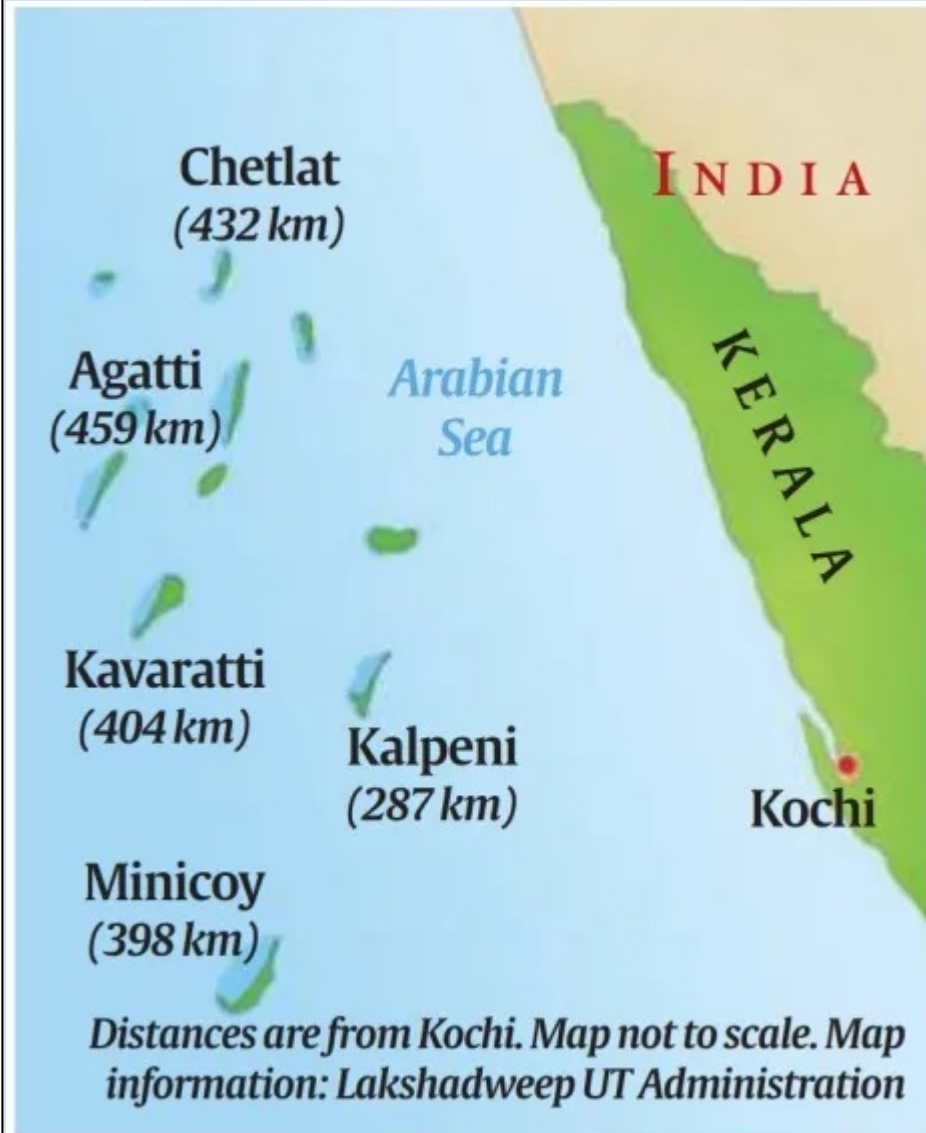 Chetlat
(432 km)
INDIA
Agatti
(459 km)
Arabian
Sea
KERALA
Kavaratti
(404 km)
Kalpeni
(287 km)
Kochi
Minicoy
(398 km)
Distances are from Kochi. Map not to scale. Map
information: Lakshadweep UT Administration